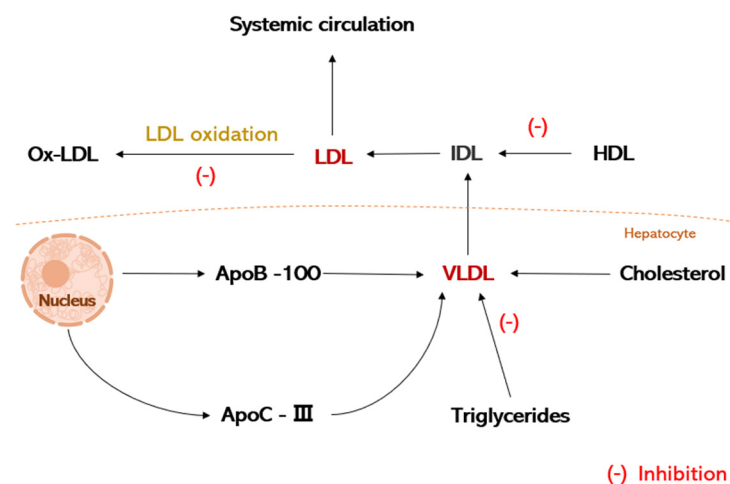 Systemic circulation
LDL oxidation
(-)
Ox-LDL
LDL
IDL
HDL
(-)
Hepatocyte
Nucleus
ApoB -100
VLDL
Cholesterol
(-)
ApoC - Ⅲ
Triglycerides
(-) Inhibition